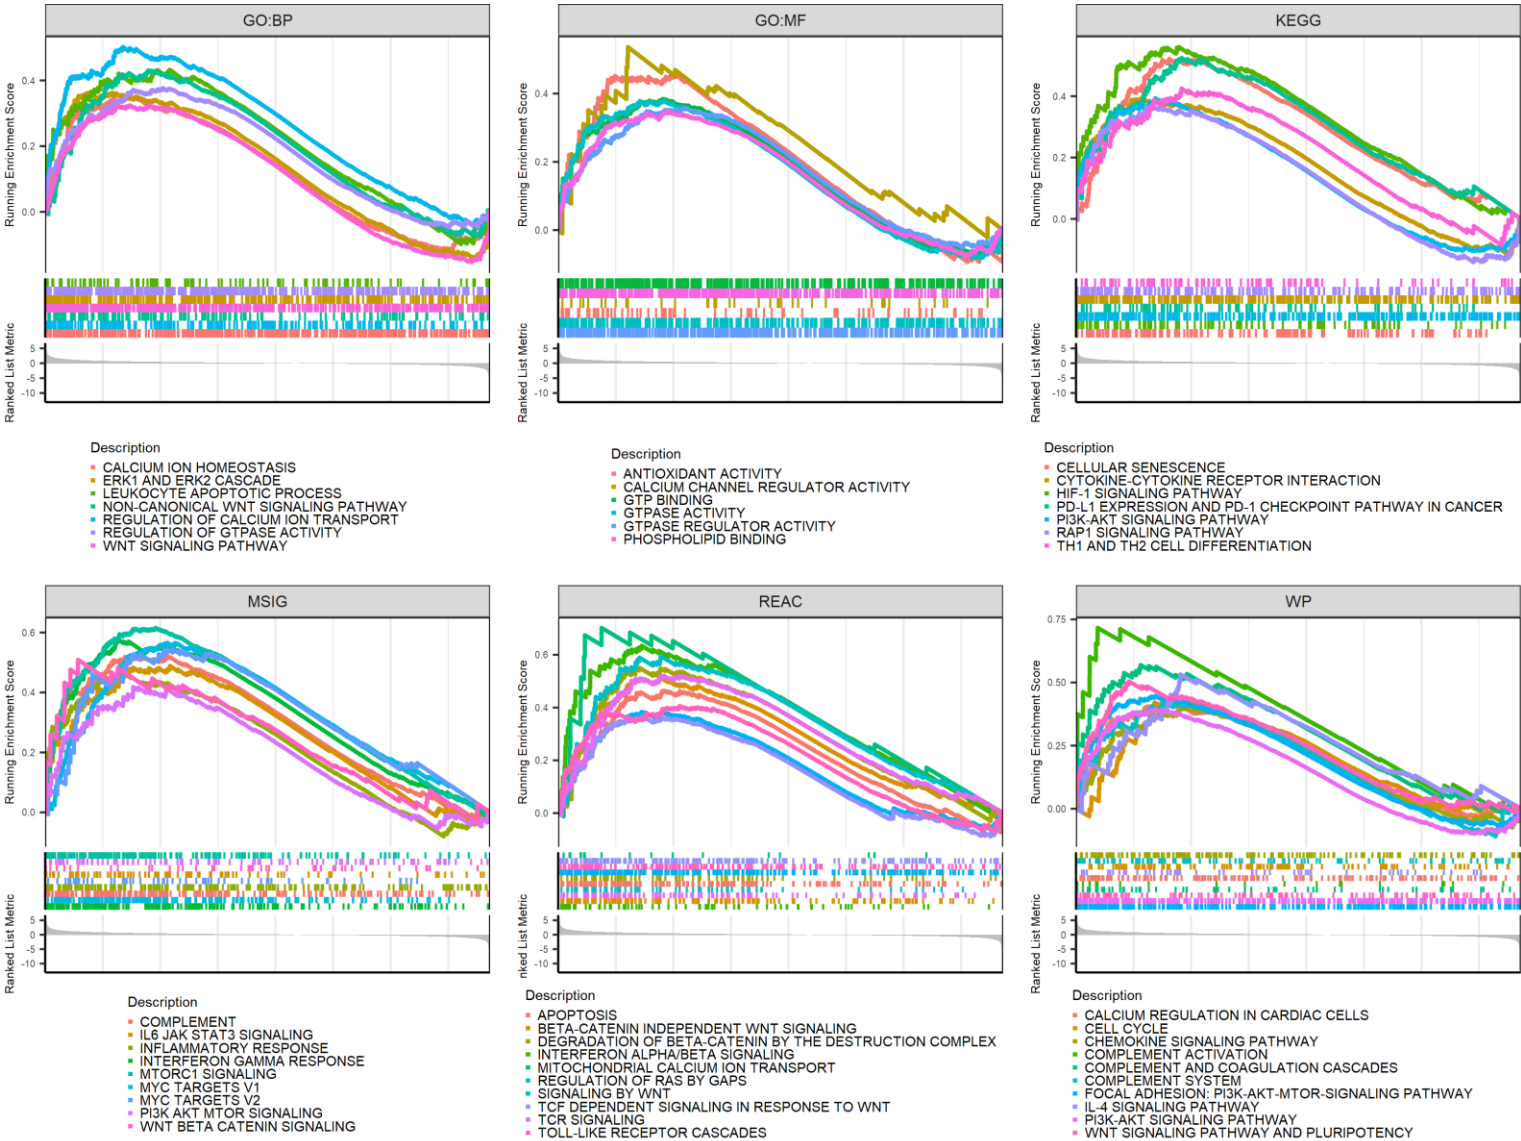 GO:BP
Running Enrichment Score
0.4
0.2
0.0
Ranked List Metric
5
0
-5
-10
Description
CALCIUM ION HOMEOSTASIS
ERK1 AND ERK2 CASCADE
LEUKOCYTE APOPTOTIC PROCESS
NON-CANONICAL WNT SIGNALING PATHWAY
REGULATION OF CALCIUM ION TRANSPORT
REGULATION OF GTPASE ACTIVITY
WNT SIGNALING PATHWAY
GO:MF
Running Enrichment Score
0.4
0.2
0.0
Ranked List Metric
5
0
-5
-10
Description
ANTIOXIDANT ACTIVITY
CALCIUM CHANNEL REGULATOR ACTIVITY
GTP BINDING
GTPASE ACTIVITY
GTPASE REGULATOR ACTIVITY
PHOSPHOLIPID BINDING
KEGG
Running Enrichment Score
0.4
0.2
0.0
Ranked List Metric
5
0
-5
-10
Description
CELLULAR SENESCENCE
CYTOKINE-CYTOKINE RECEPTOR INTERACTION
HIF-1 SIGNALING PATHWAY
PD-L1 EXPRESSION AND PD-1 CHECKPOINT PATHWAY IN CANCER
PI3K-AKT SIGNALING PATHWAY
RAP1 SIGNALING PATHWAY
TH1 AND TH2 CELL DIFFERENTIATION
MSIG
Running Enrichment Score
0.6
0.4
0.2
0.0
Ranked List Metric
5
0
-5
-10
Description
COMPLEMENT
IL6 JAK STAT3 SIGNALING
INFLAMMATORY RESPONSE
INTERFERON GAMMA RESPONSE
MTORC1 SIGNALING
MYC TARGETS V1
MYC TARGETS V2
PI3K AKT MTOR SIGNALING
WNT BETA CATENIN SIGNALING
REAC
Running Enrichment Score
0.6
0.4
0.2
0.0
nked List Metric
5
0
-5
-10
Description
APOPTOSIS
BETA-CATENIN INDEPENDENT WNT SIGNALING
DEGRADATION OF BETA-CATENIN BY THE DESTRUCTION COMPLEX
INTERFERON ALPHA/BETA SIGNALING
MITOCHONDRIAL CALCIUM ION TRANSPORT
REGULATION OF RAS BY GAPS
SIGNALING BY WNT
TCF DEPENDENT SIGNALING IN RESPONSE TO WNT
TCR SIGNALING
TOLL-LIKE RECEPTOR CASCADES
WP
Running Enrichment Score
0.75
0.50
0.25
0.00
Ranked List Metric
5
0
-5
-10
Description
CALCIUM REGULATION IN CARDIAC CELLS
CELL CYCLE
CHEMOKINE SIGNALING PATHWAY
COMPLEMENT ACTIVATION
COMPLEMENT AND COAGULATION CASCADES
COMPLEMENT SYSTEM
FOCAL ADHESION: PI3K-AKT-MTOR-SIGNALING PATHWAY
IL-4 SIGNALING PATHWAY
PI3K-AKT SIGNALING PATHWAY
WNT SIGNALING PATHWAY AND PLURIPOTENCY